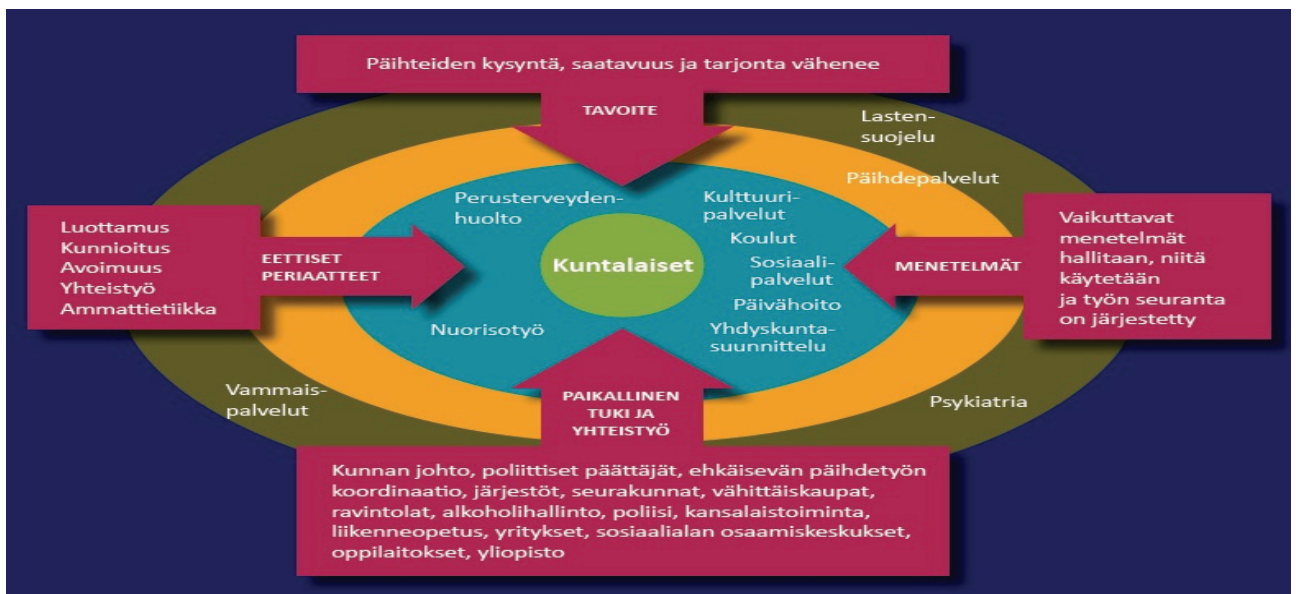 Päihteiden kysyntä, saatavuus ja tarjonta vähenee
TAVOITE
Lasten-
suojelu
Päihdepalvelut
Perusterveyden-
huolto
Kulttuuri-
palvelut
Koulut
Sosiaali-
palvelut
Päivähoito
Yhdyskunta-
suunnittelu
Kuntalaiset
Nuorisotyö
Luottamus
Kunnioitus
Avoimuus
Yhteistyö
Ammattietiikka
EETTISET
PERIAATTEET
MENETELMÄT
Vaikuttavat
menetelmät
hallitaan, niitä
käytetään
ja työn seuranta
on järjestetty
Vammais-
palvelut
Psykiatria
PAIKALLINEN
TUKI JA
YHTEISTYÖ
Kunnan johto, poliittiset päättäjät, ehkäisevän päihdetyön
koordinaatio, järjestöt, seurakunnat, vähittäiskaupat,
ravintolat, alkoholihallinto, poliisi, kansalaistoiminta,
liikenneopetus, yritykset, sosiaalialan osaamiskeskukset,
oppilaitokset, yliopisto